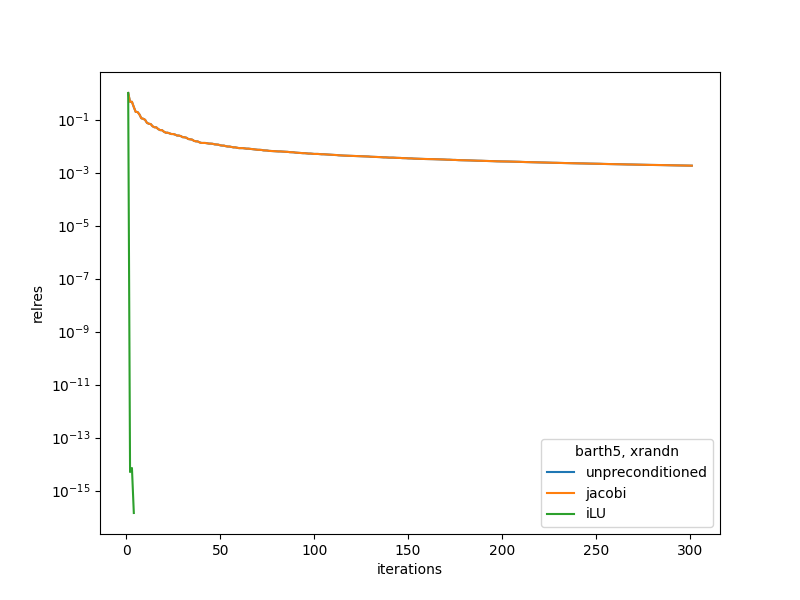 10⁻¹
10⁻³
10⁻⁵
10⁻⁷
10⁻⁹
10⁻¹¹
10⁻¹³
10⁻¹⁵
relres
barth5, xrandn
unpreconditioned
jacobi
iLU
0 50 100 150 200 250 300
iterations